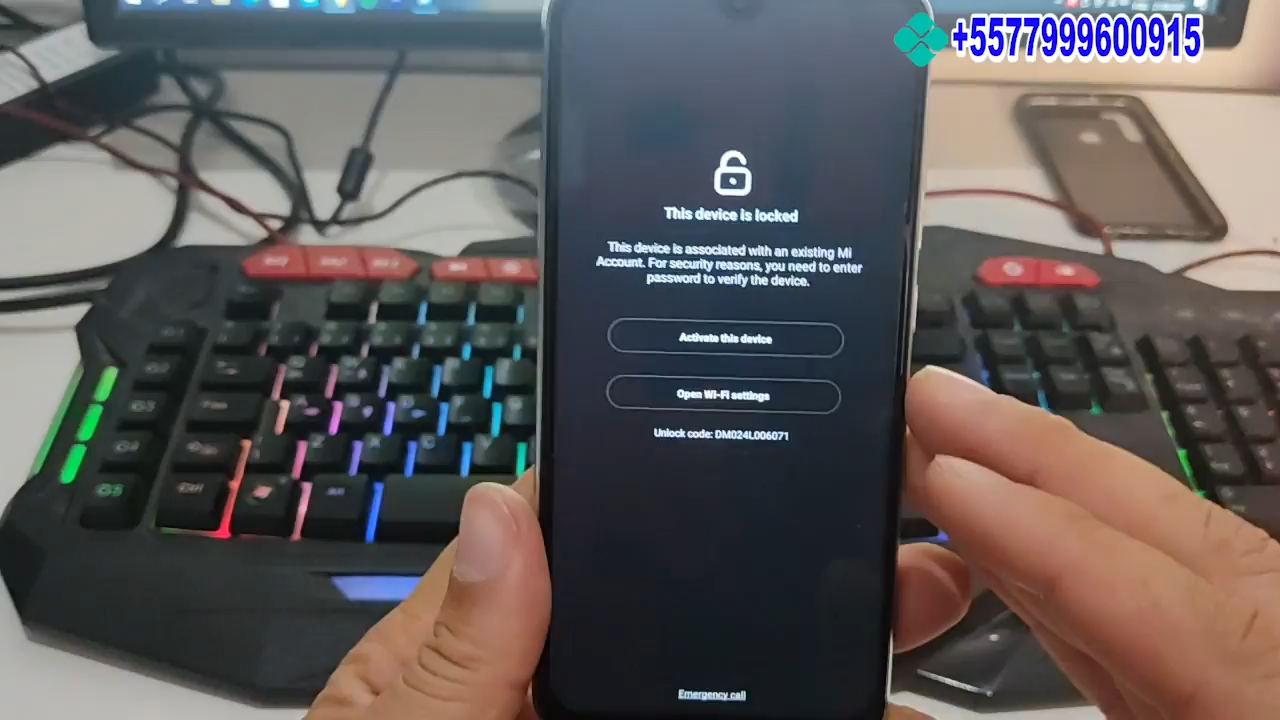 +5577999600915
This device is locked
This device is associated with an existing Mi
Account. For security reasons, you need to enter
password to verify the device.
Activate this device
Open Wi-Fi settings
Unlock code: DM024L006071
Emergency call
G5